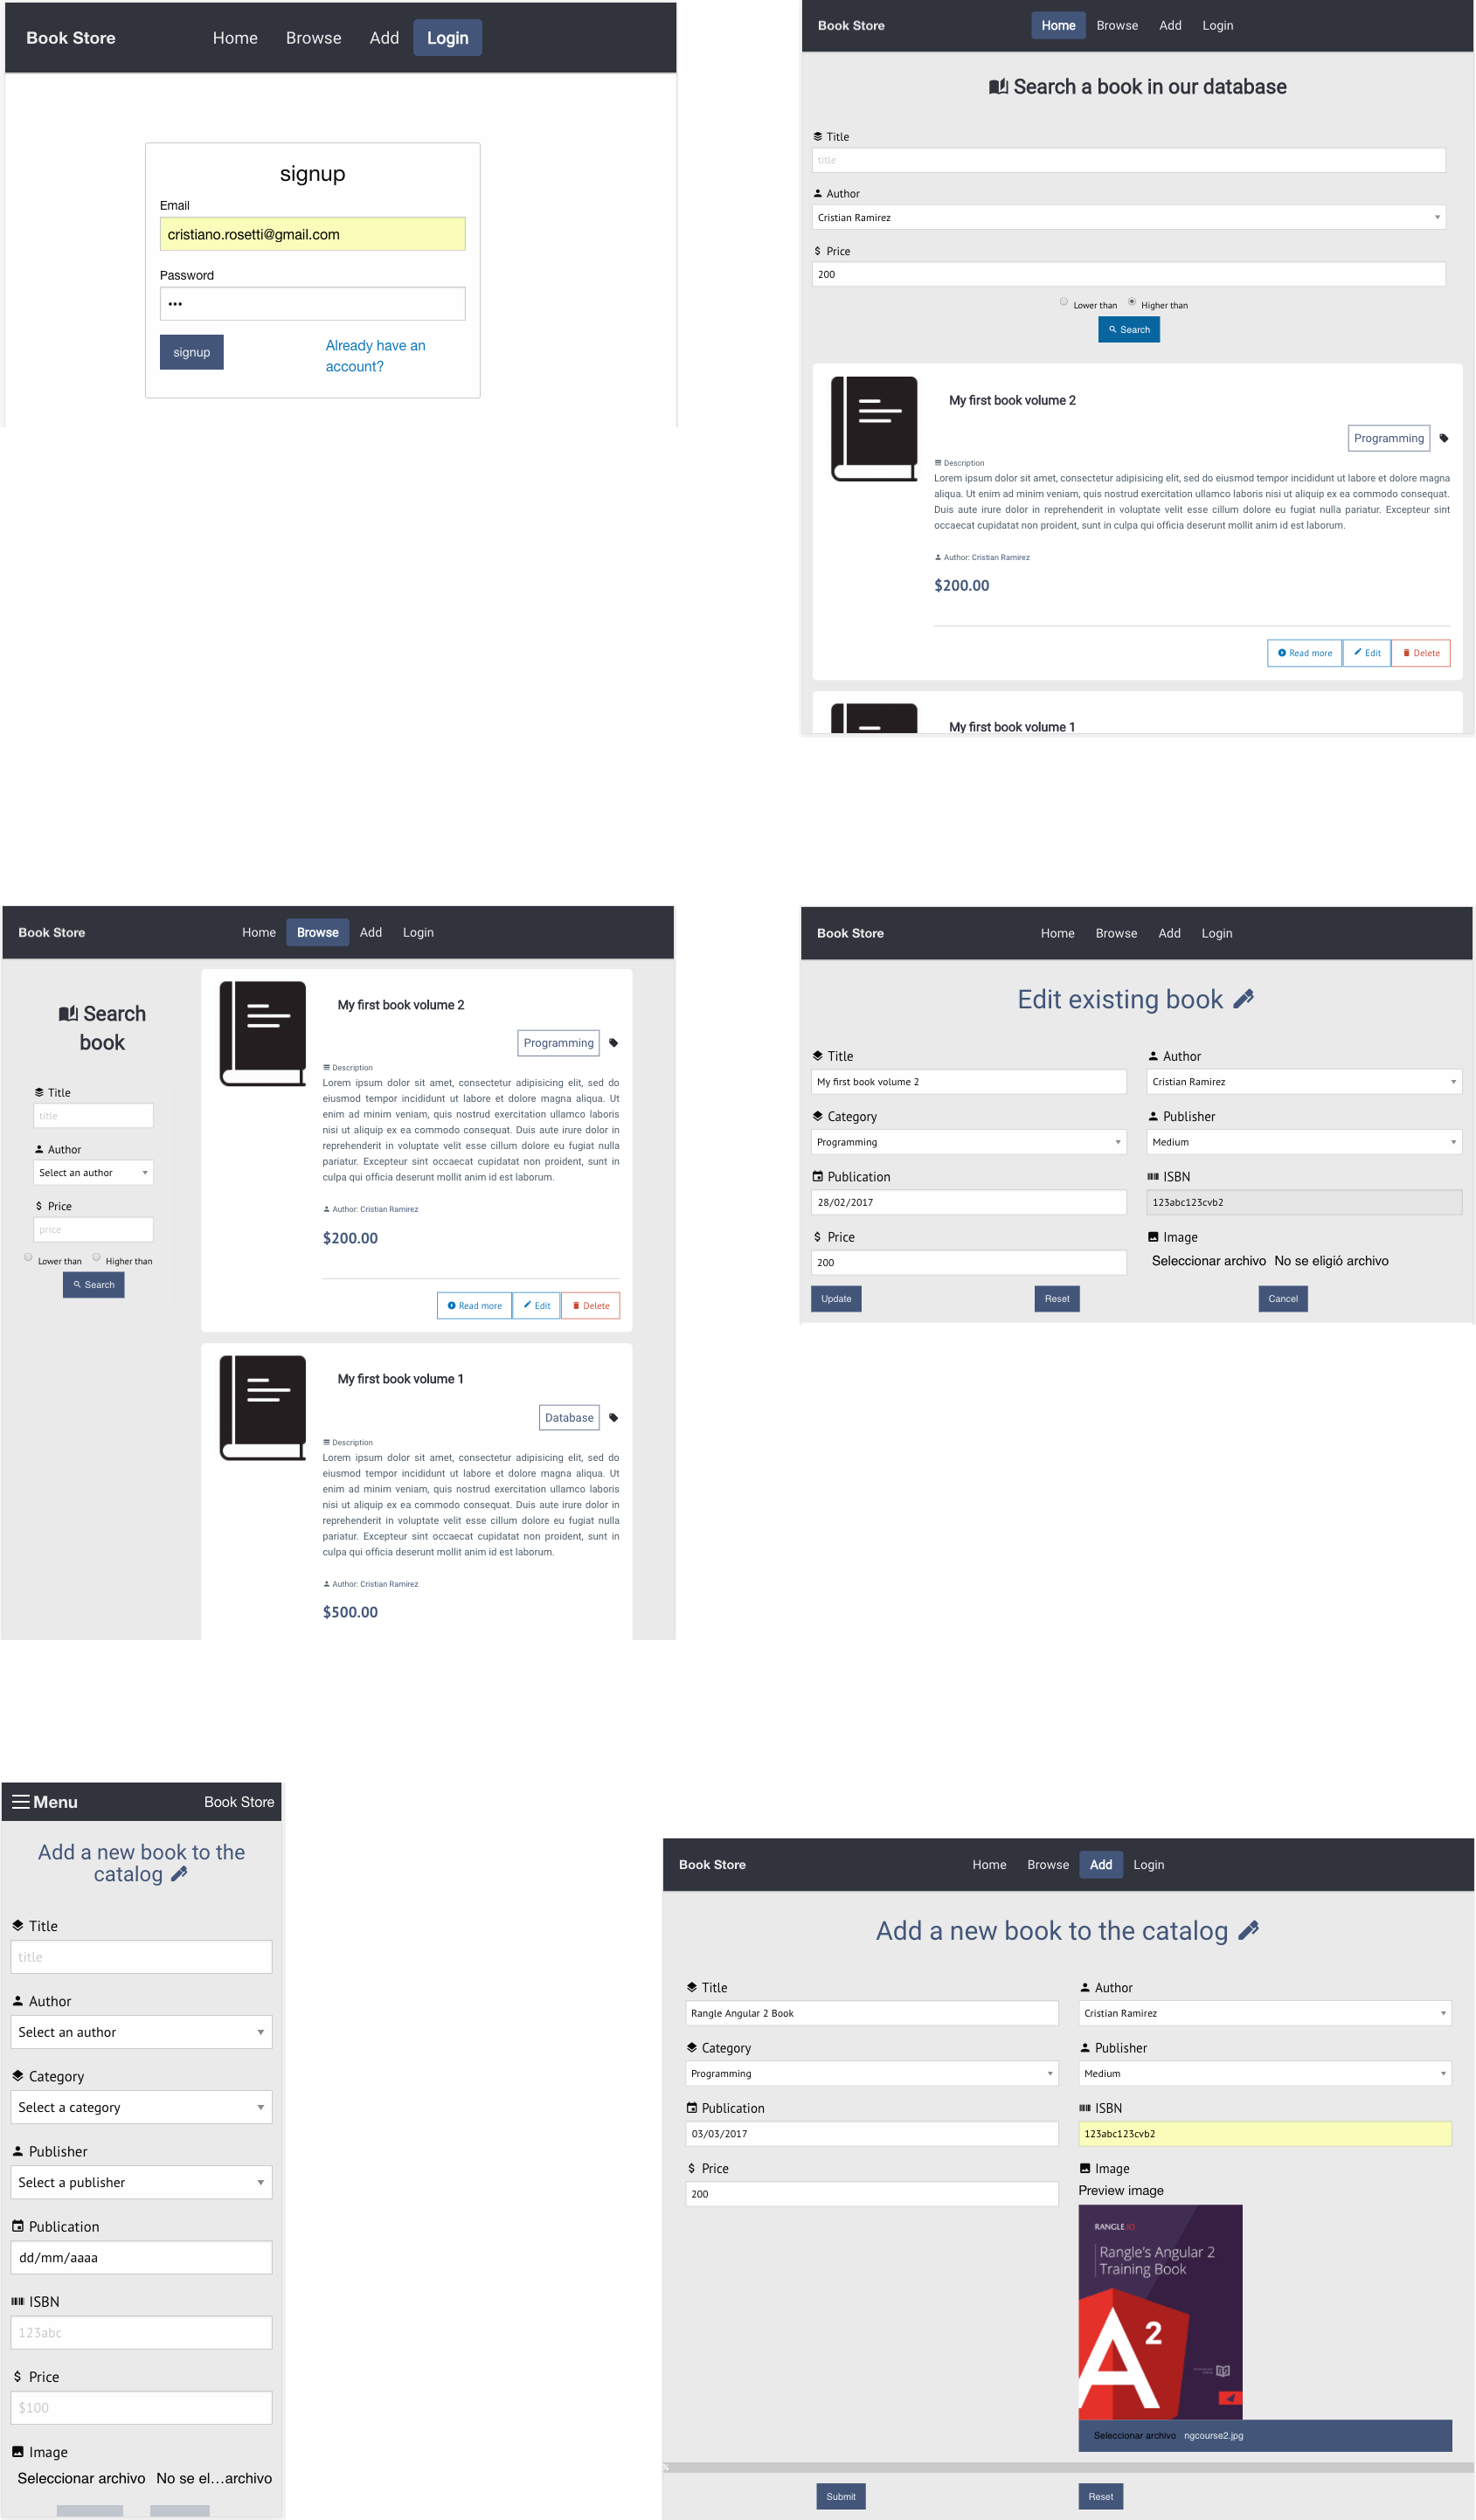 Book Store
Home Browse Add Login
signup
Email
cristiano.rosetti@gmail.com
Password
•••
signup
Already have an
account?
Book Store
Home Browse Add Login
Search a book in our database
Title
title
Author
Cristian Ramirez
$ Price
200
Lower than Higher than
Search
My first book volume 2
Programming
Description
Lorem ipsum dolor sit amet, consectetur adipisicing elit, sed do eiusmod tempor incididunt ut labore et dolore magna
aliqua. Ut enim ad minim veniam, quis nostrud exercitation ullamco laboris nisi ut aliquip ex ea commodo consequat.
Duis aute irure dolor in reprehenderit in voluptate velit esse cillum dolore eu fugiat nulla pariatur. Excepteur sint
occaecat cupidatat non proident, sunt in culpa qui officia deserunt mollit anim id est laborum.
Author: Cristian Ramirez
$200.00
Read more Edit Delete
My first book volume 1
Book Store
Home Browse Add Login
Search
book
Title
title
Author
Select an author
$ Price
price
Lower than Higher than
Search
My first book volume 2
Programming
Description
Lorem ipsum dolor sit amet, consectetur adipisicing elit, sed do
eiusmod tempor incididunt ut labore et dolore magna aliqua. Ut
enim ad minim veniam, quis nostrud exercitation ullamco laboris
nisi ut aliquip ex ea commodo consequat. Duis aute irure dolor in
reprehenderit in voluptate velit esse cillum dolore eu fugiat nulla
pariatur. Excepteur sint occaecat cupidatat non proident, sunt in
culpa qui officia deserunt mollit anim id est laborum.
Author: Cristian Ramirez
$200.00
Read more Edit Delete
My first book volume 1
Database
Description
Lorem ipsum dolor sit amet, consectetur adipisicing elit, sed do
eiusmod tempor incididunt ut labore et dolore magna aliqua. Ut
enim ad minim veniam, quis nostrud exercitation ullamco laboris
nisi ut aliquip ex ea commodo consequat. Duis aute irure dolor in
reprehenderit in voluptate velit esse cillum dolore eu fugiat nulla
pariatur. Excepteur sint occaecat cupidatat non proident, sunt in
culpa qui officia deserunt mollit anim id est laborum.
Author: Cristian Ramirez
$500.00
Book Store
Home Browse Add Login
Edit existing book
Title
My first book volume 2
Author
Cristian Ramirez
Category
Programming
Publisher
Medium
Publication
28/02/2017
ISBN
123abc123cvb2
$ Price
200
Image
Seleccionar archivo No se eligió archivo
Update Reset Cancel
Menu Book Store
Add a new book to the
catalog
Title
title
Author
Select an author
Category
Select a category
Publisher
Select a publisher
Publication
dd/mm/aaaa
ISBN
123abc
$ Price
$100
Image
Seleccionar archivo No se el...archivo
Book Store
Home Browse Add Login
Add a new book to the catalog
Title
Rangle Angular 2 Book
Author
Cristian Ramirez
Category
Programming
Publisher
Medium
Publication
03/03/2017
ISBN
123abc123cvb2
$ Price
200
Image
Preview image
RANGLE.IO
Rangle's Angular 2
Training Book
A 2
Seleccionar archivo ngcourse2.jpg
Submit Reset